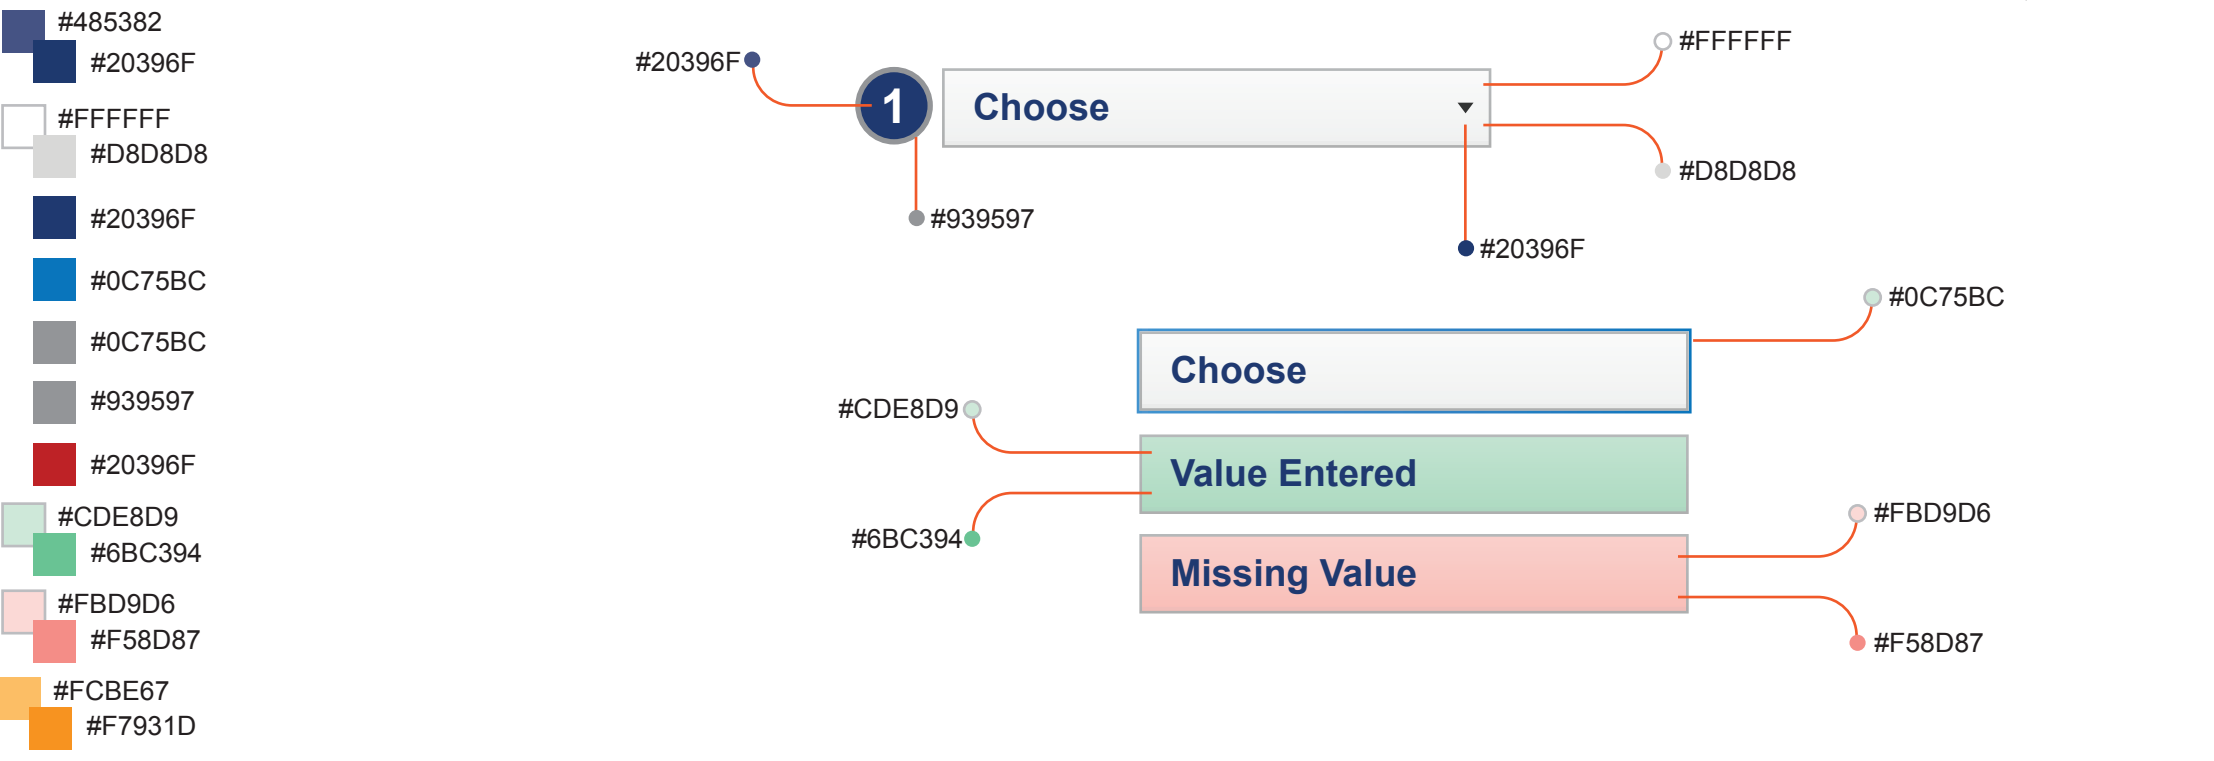 #485382
#20396F
#FFFFFF
#D8D8D8
#20396F
#0C75BC
#0C75BC
#939597
#20396F
#CDE8D9
#6BC394
#FBD9D6
#F58D87
#FCBE67
#F7931D
#20396F
1
Choose
#FFFFFF
#D8D8D8
#939597
#20396F
#0C75BC
Choose
#CDE8D9
Value Entered
#6BC394
#FBD9D6
Missing Value
#F58D87